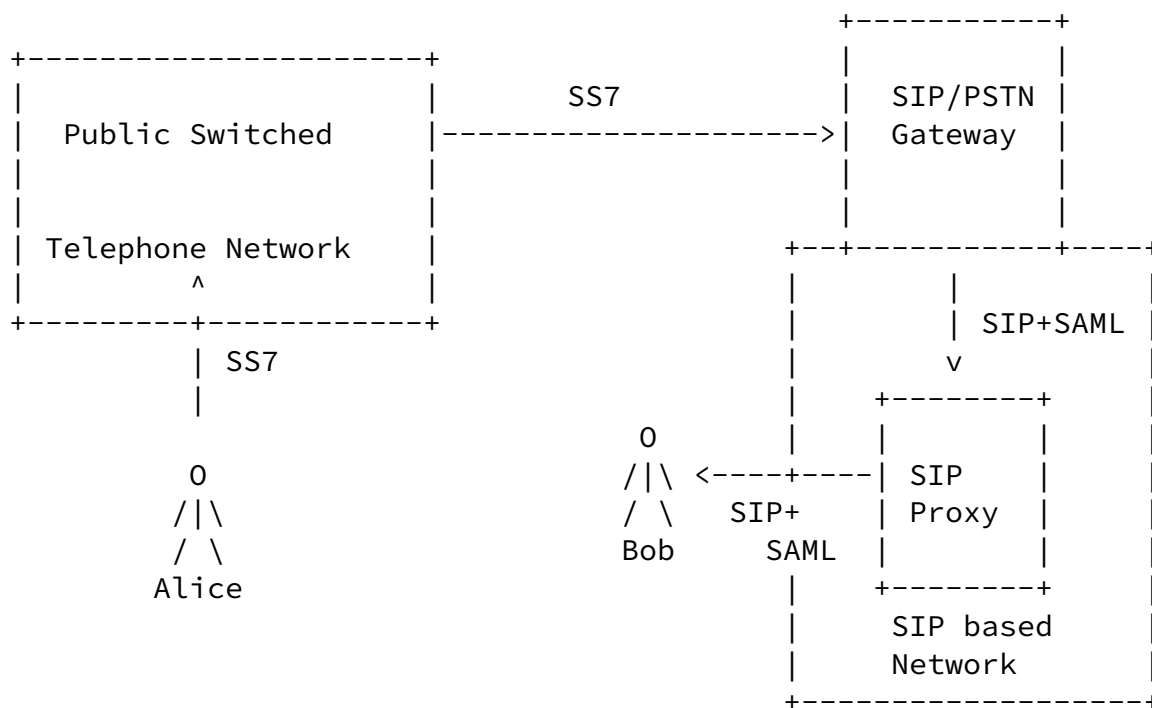 SS7
SIP/PSTN
Public Switched
Gateway
Telephone Network
SIP+SAML
SS7
SIP
SIP+
Proxy
Bob
SAML
Alice
SIP based
Network